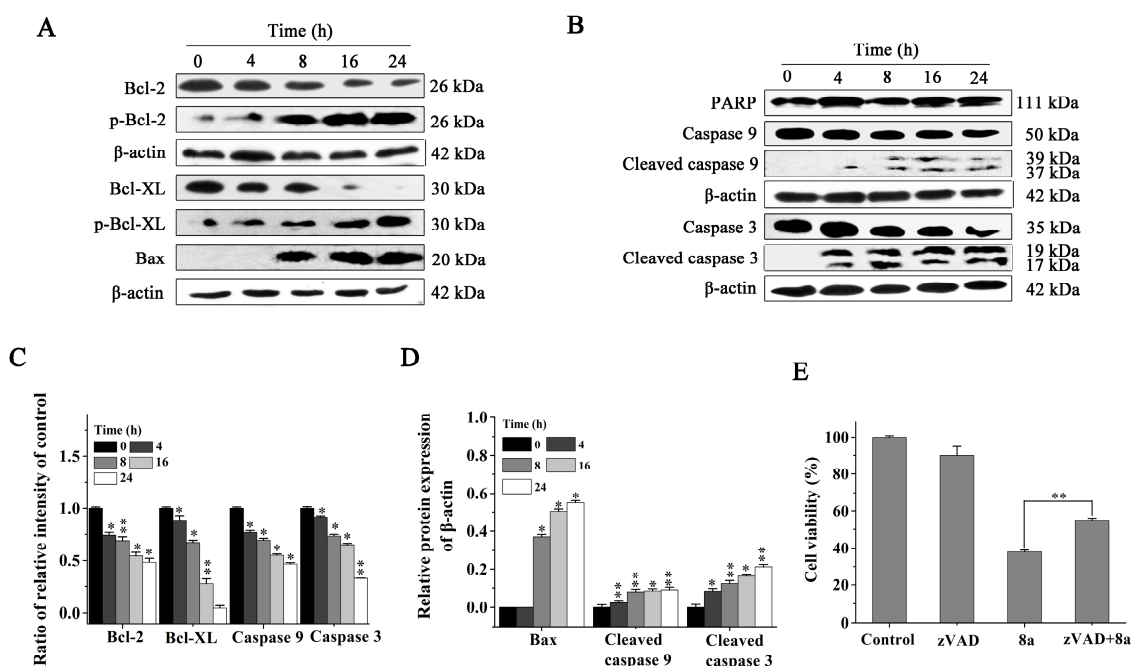 A
Time (h)
0 4 8 16 24
Bcl-2 26 kDa
p-Bcl-2 26 kDa
β-actin 42 kDa
Bcl-XL 30 kDa
p-Bcl-XL 30 kDa
Bax 20 kDa
β-actin 42 kDa
B
Time (h)
0 4 8 16 24
PARP 111 kDa
Caspase 9 50 kDa
Cleaved caspase 9 39 kDa
37 kDa
β-actin 42 kDa
Caspase 3 35 kDa
Cleaved caspase 3 19 kDa
17 kDa
β-actin 42 kDa
C
Ratio of relative intensity of control
1.5
1.0
0.5
0.0
Time (h)
0 4
8 16
24
* ** * *
* * ** 
* * * *
* * * **
Bcl-2 Bcl-XL Caspase 9 Caspase 3
D
Relative protein expression
of β-actin
1.0
0.8
0.6
0.4
0.2
0.0
Time (h)
0 4
8 16
24
* * *
** ** ** **
* ** * **
Bax Cleaved caspase 9 Cleaved caspase 3
E
Cell viability (%)
100
80
60
40
20
0
**
Control zVAD 8a zVAD+8a